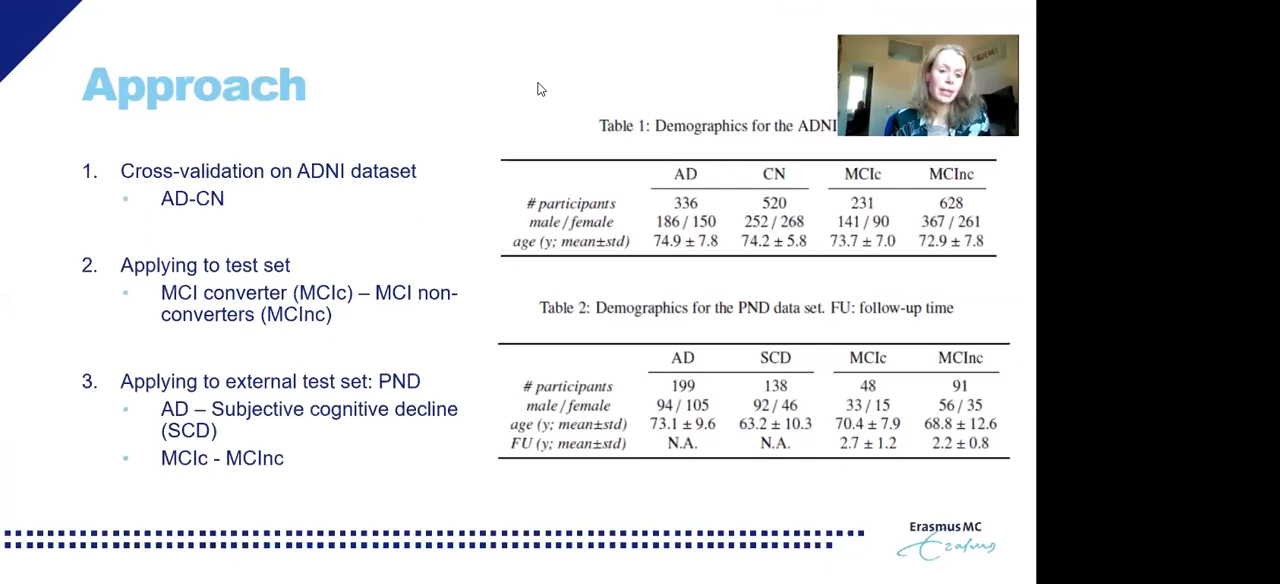 Approach
1. Cross-validation on ADNI dataset
AD-CN
2. Applying to test set
MCI converter (MCIc) – MCI non-
converters (MCInc)
3. Applying to external test set: PND
AD – Subjective cognitive decline
(SCD)
MCIc - MCInc
Table 1: Demographics for the ADNI
AD CN MCIc MCInc
# participants 336 520 231 628
male / female 186 / 150 252 / 268 141 / 90 367 / 261
age (y; mean±std) 74.9 ± 7.8 74.2 ± 5.8 73.7 ± 7.0 72.9 ± 7.8
Table 2: Demographics for the PND data set. FU: follow-up time
AD SCD MCIc MCInc
# participants 199 138 48 91
male / female 94 / 105 92 / 46 33 / 15 56 / 35
age (y; mean±std) 73.1 ± 9.6 63.2 ± 10.3 70.4 ± 7.9 68.8 ± 12.6
FU (y; mean±std) N.A. N.A. 2.7 ± 1.2 2.2 ± 0.8
Erasmus MC
Erasmus